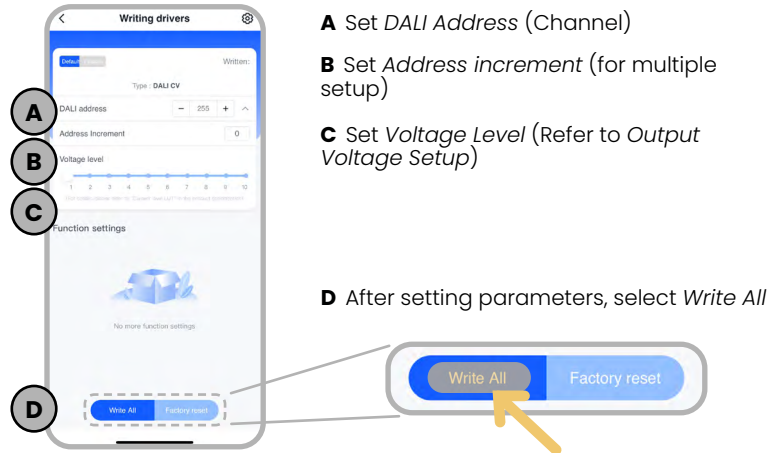 Writing drivers
A Set DALI Address (Channel)
B Set Address increment (for multiple
setup)
C Set Voltage Level (Refer to Output
Voltage Setup)
Default
Written:
Type : DALI CV
A
DALI address
- 255 +
Address Increment
0
B
Voltage level
1 2 3 4 5 6 7 8 9 10
C
Function settings
No more function settings
D After setting parameters, select Write All
Write All
Factory reset
D
Write All
Factory reset